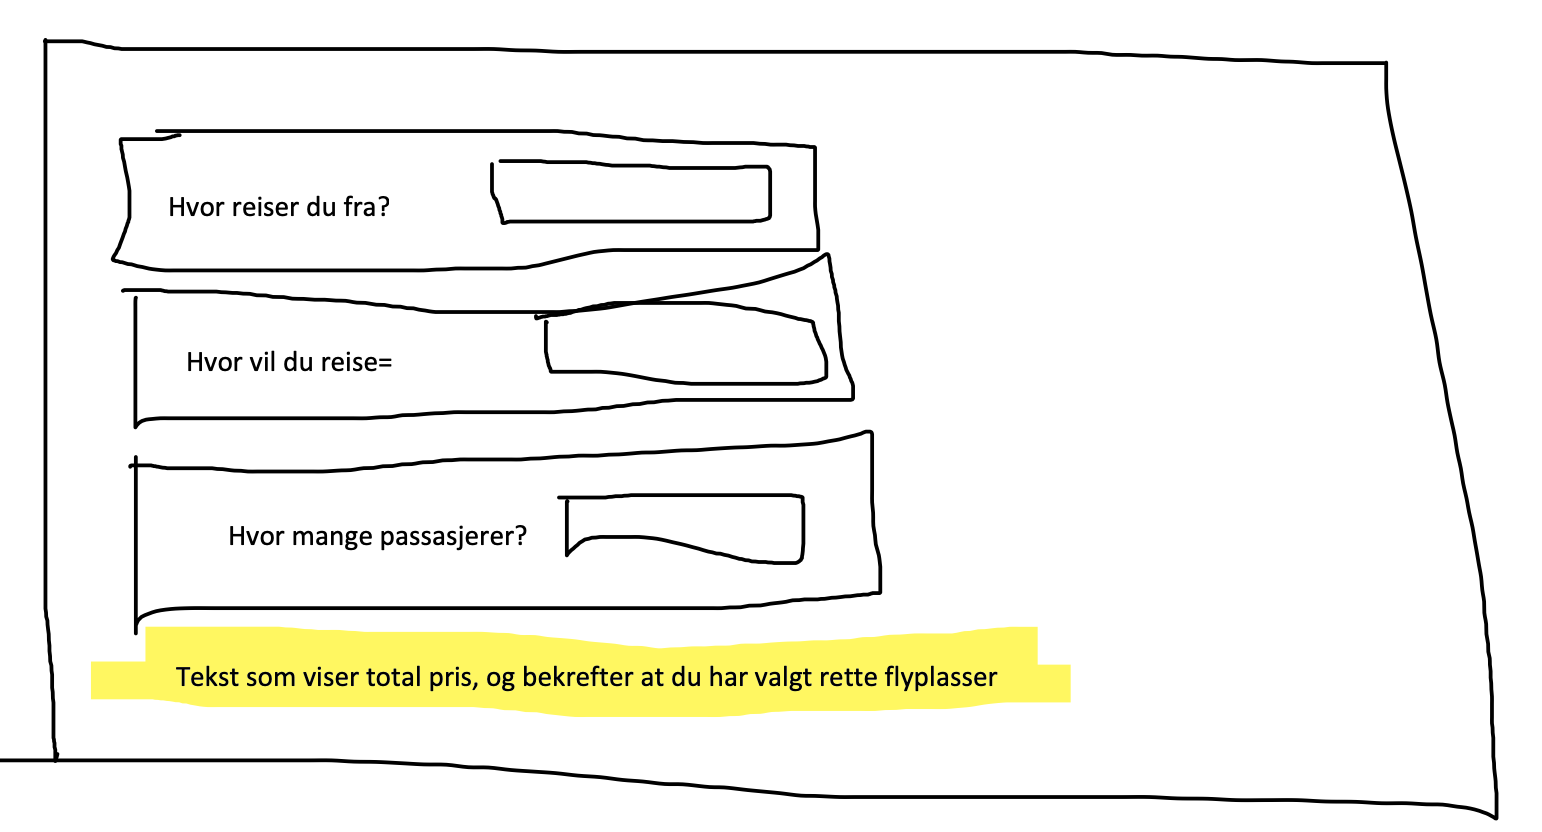 Hvor reiser du fra?
Hvor vil du reise=
Hvor mange passasjerer?
Tekst som viser total pris, og bekrefter at du har valgt rette flyplasser